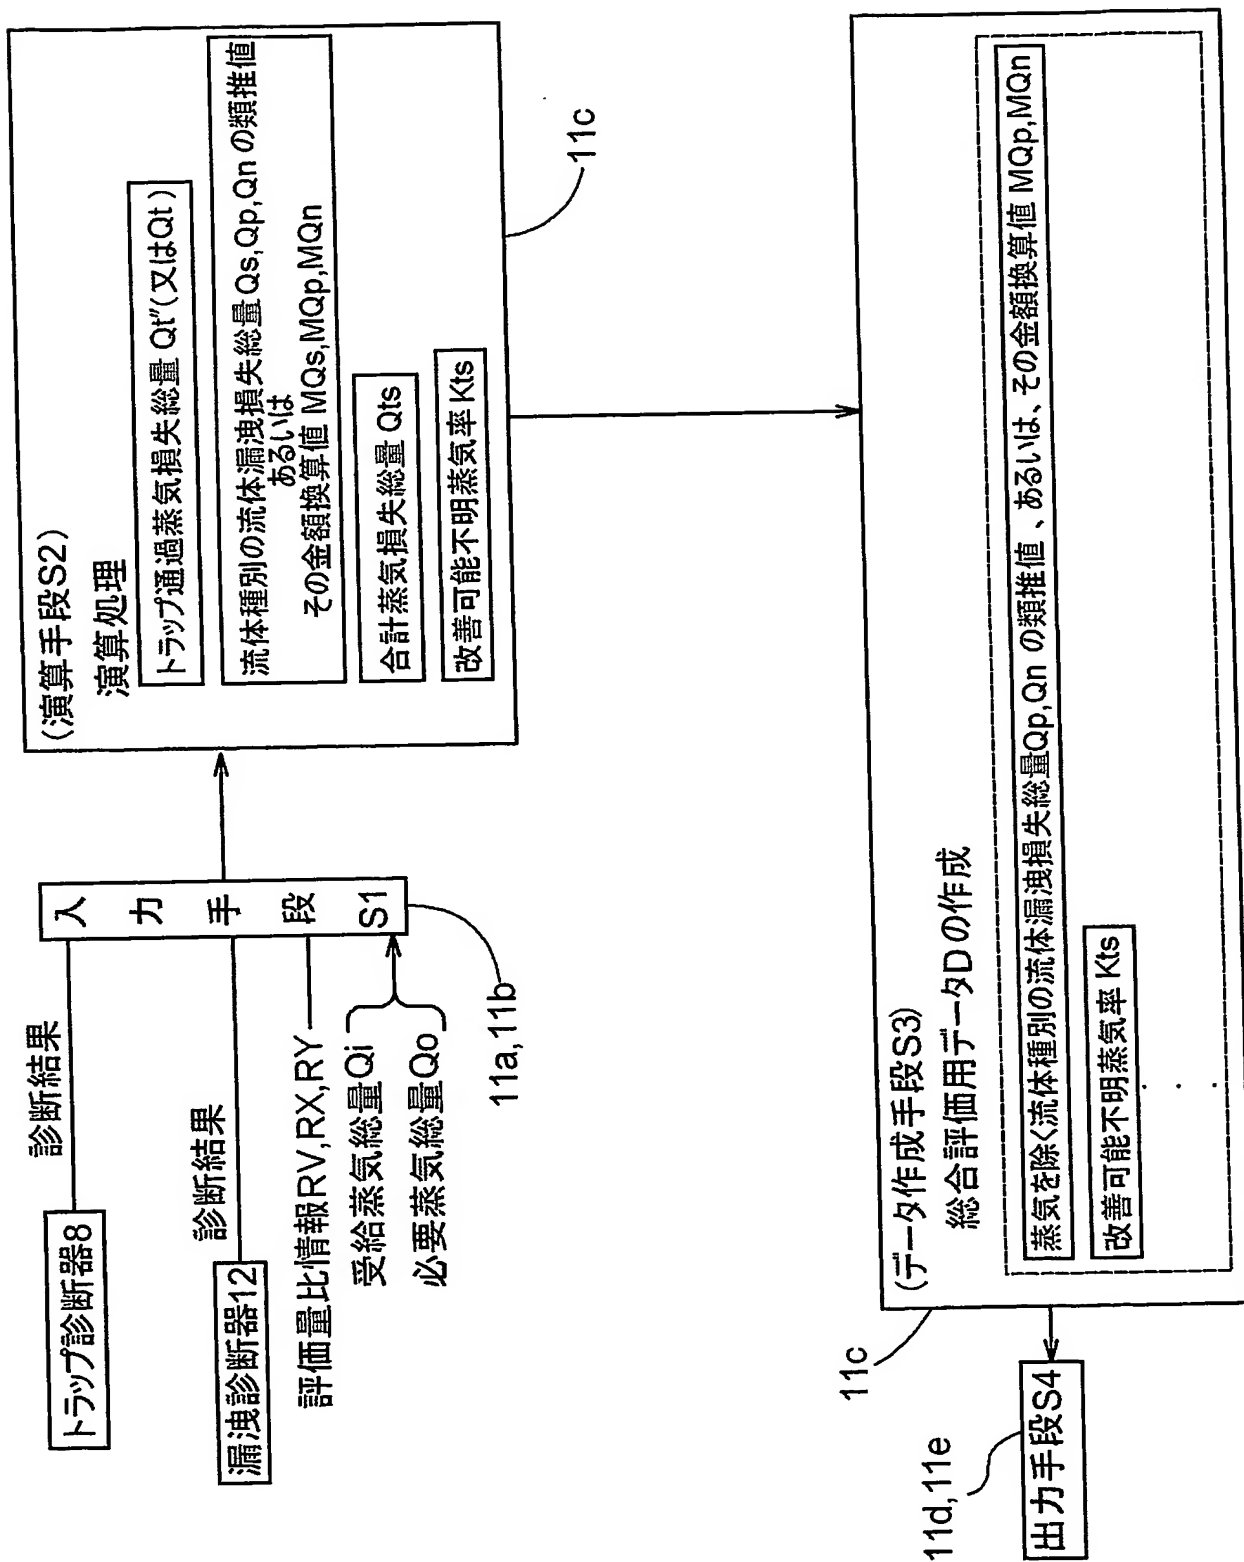 トラップ診断器8
診断結果
漏洩診断器12
診断結果
評価量比情報RV,RX,RY
受給蒸気総量Qi
必要蒸気総量Qo
入力手段S1
11a,11b
(演算手段S2)
演算処理
トラップ通過蒸気損失総量 Qt"(又はQt)
流体種別の流体漏洩損失総量Qs,Qp,Qn の類推値
あるいは
その金額換算値 MQs,MQp,MQn
合計蒸気損失総量 Qts
改善可能不明蒸気率 Kts
11c
(データ作成手段S3)
総合評価用データDの作成
蒸気を除く流体種別の流体漏洩損失総量Qp,Qn の類推値 、あるいは、その金額換算値 MQp,MQn
改善可能不明蒸気率 Kts
11c
11d,11e
出力手段S4